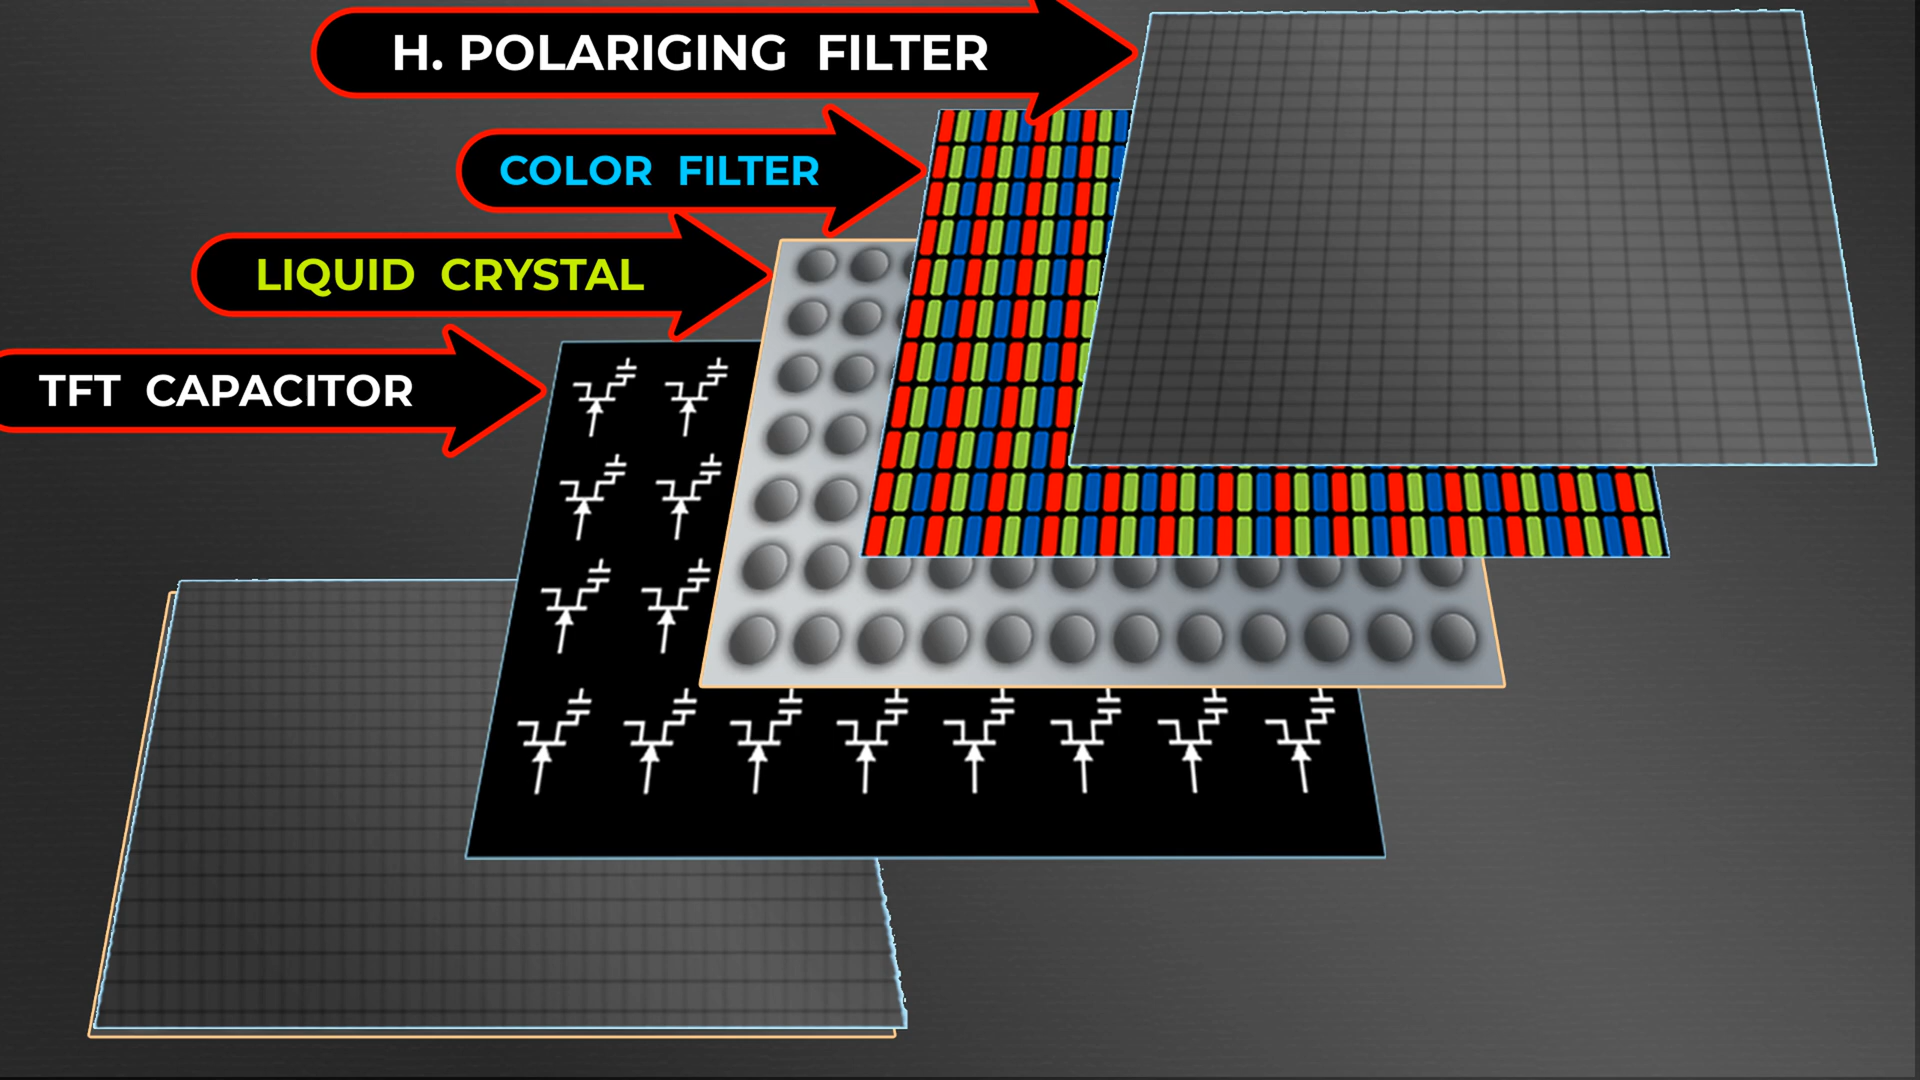 H. POLARIGING FILTER
COLOR FILTER
LIQUID CRYSTAL
TFT CAPACITOR